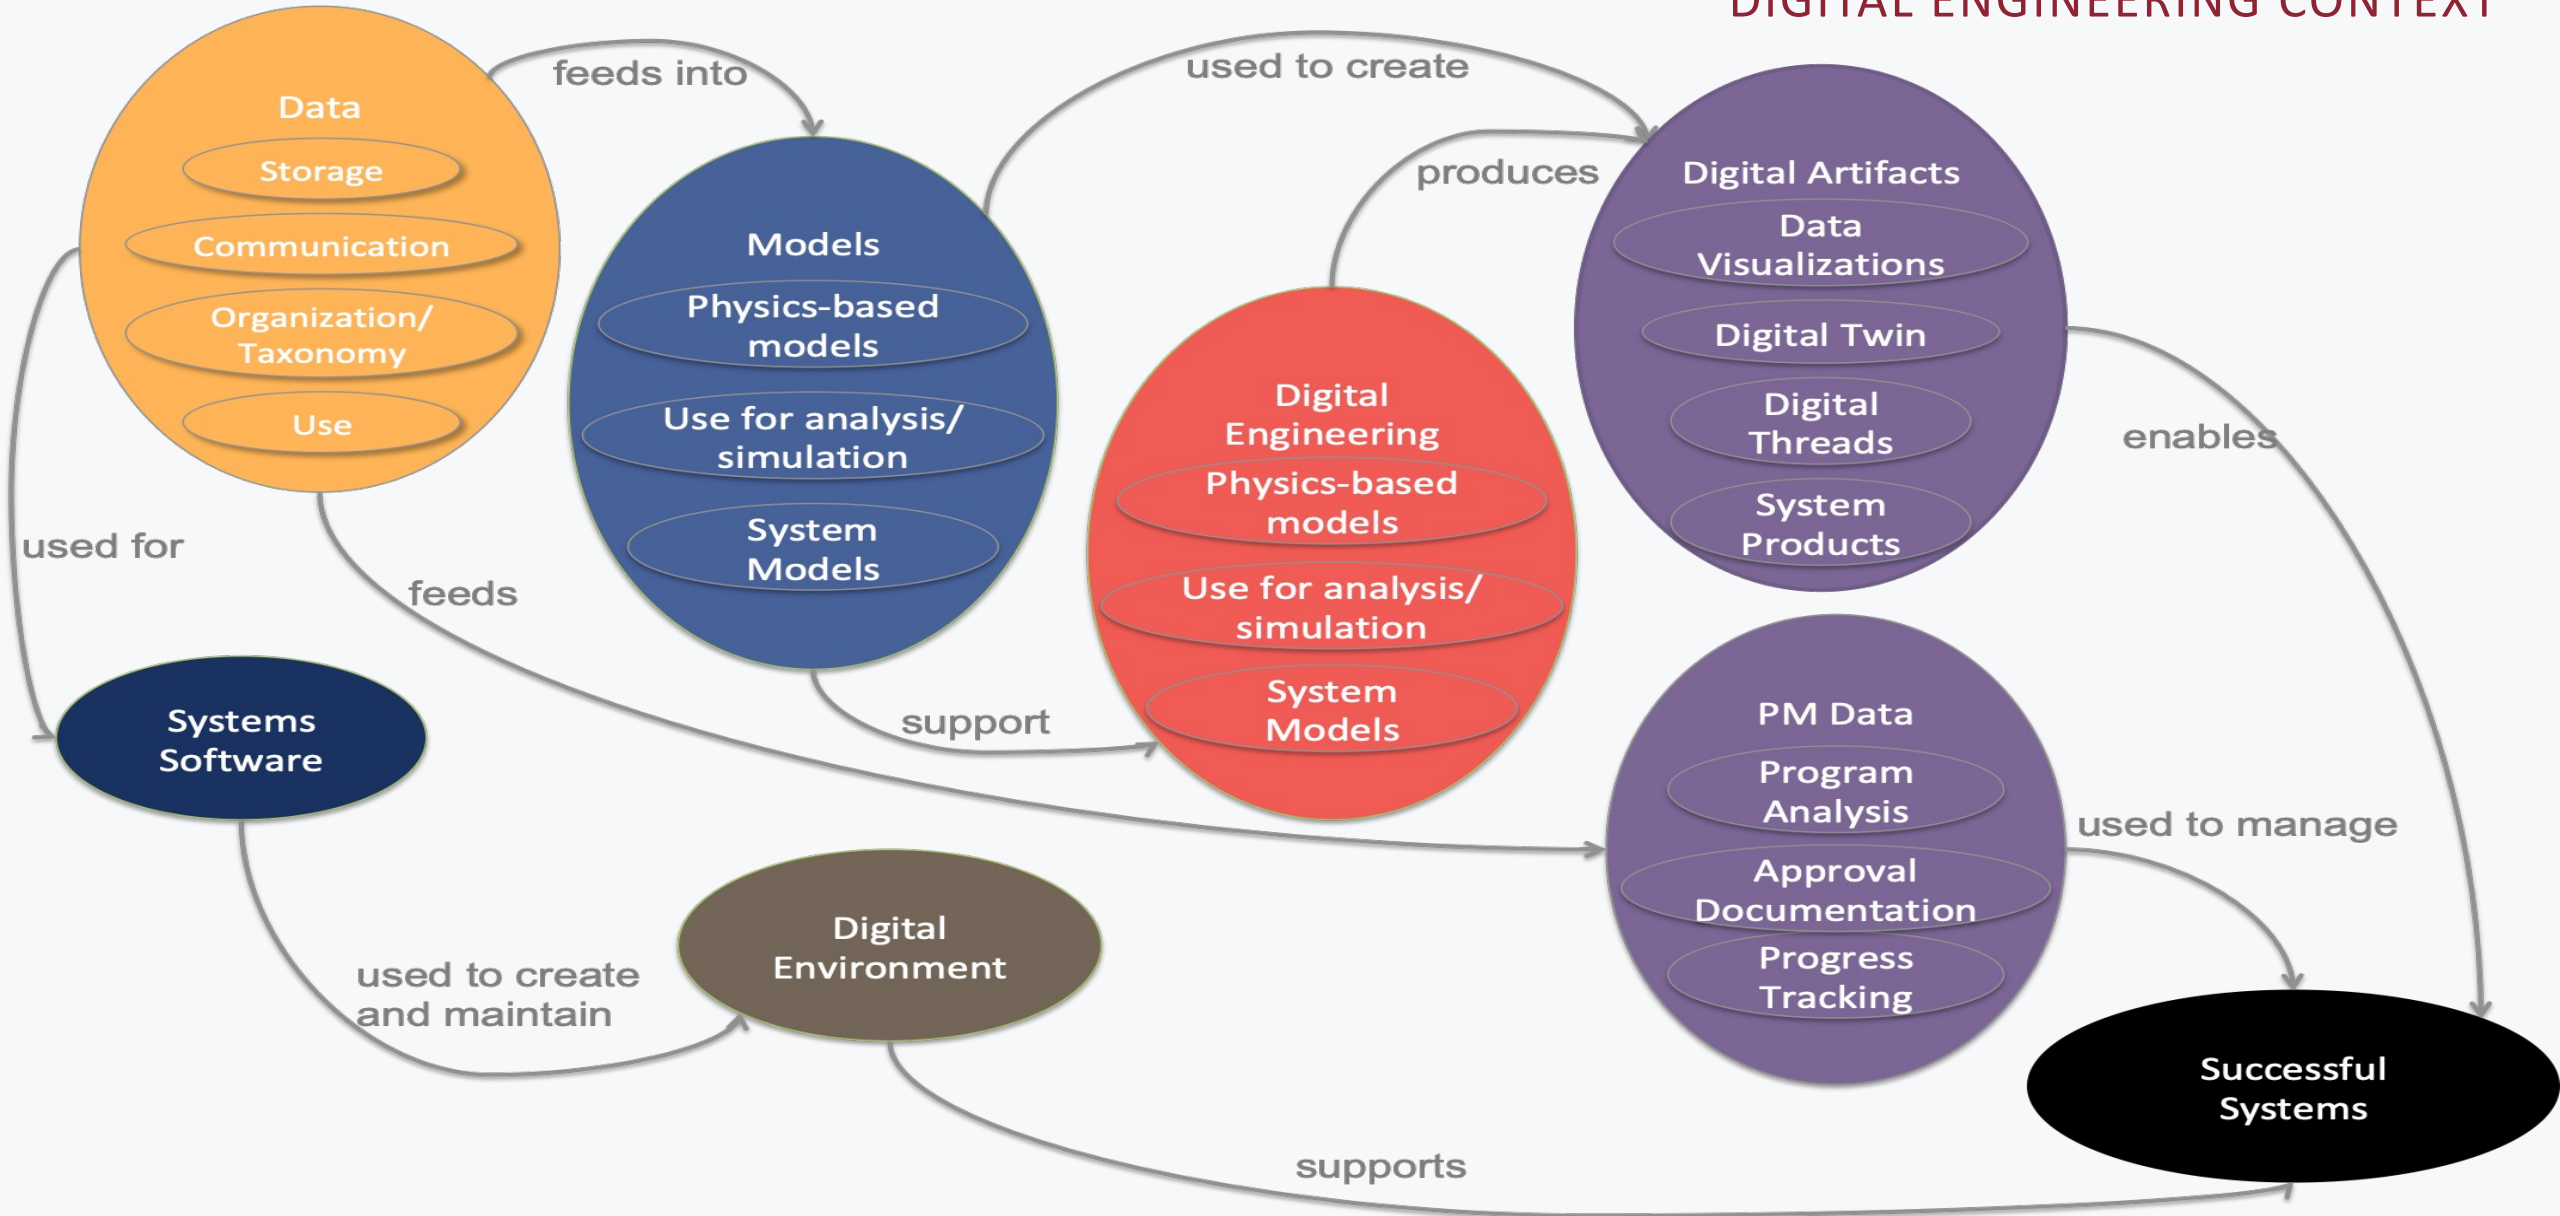 DIGITAL ENGINEERING CONTEXT
Data
Storage
Communication
Organization/
Taxonomy
Use
feeds into
used for
feeds
Models
Physics-based
models
Use for analysis/
simulation
System
Models
used to create
produces
support
Digital
Engineering
Physics-based
models
Use for analysis/
simulation
System
Models
Digital Artifacts
Data
Visualizations
Digital Twin
Digital
Threads
System
Products
enables
PM Data
Program
Analysis
Approval
Documentation
Progress
Tracking
used to manage
Systems
Software
used to create
and maintain
Digital
Environment
supports
Successful
Systems